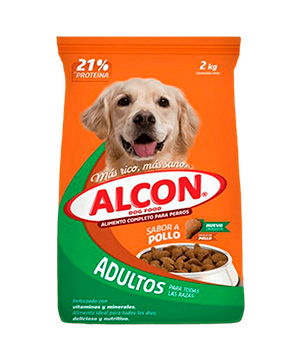 21%
PROTEÍNA
2 kg
Más rico, más sano.
ALCON®
DOG FOOD
ALIMENTO COMPLETO PARA PERROS
SABOR A
POLLO
NUEVO
POLLO
ADULTOS
PARA TODAS
LAS RAZAS
Reforzado con
vitaminas y minerales.
Alimento ideal para todos los días,
delicioso y nutritivo.